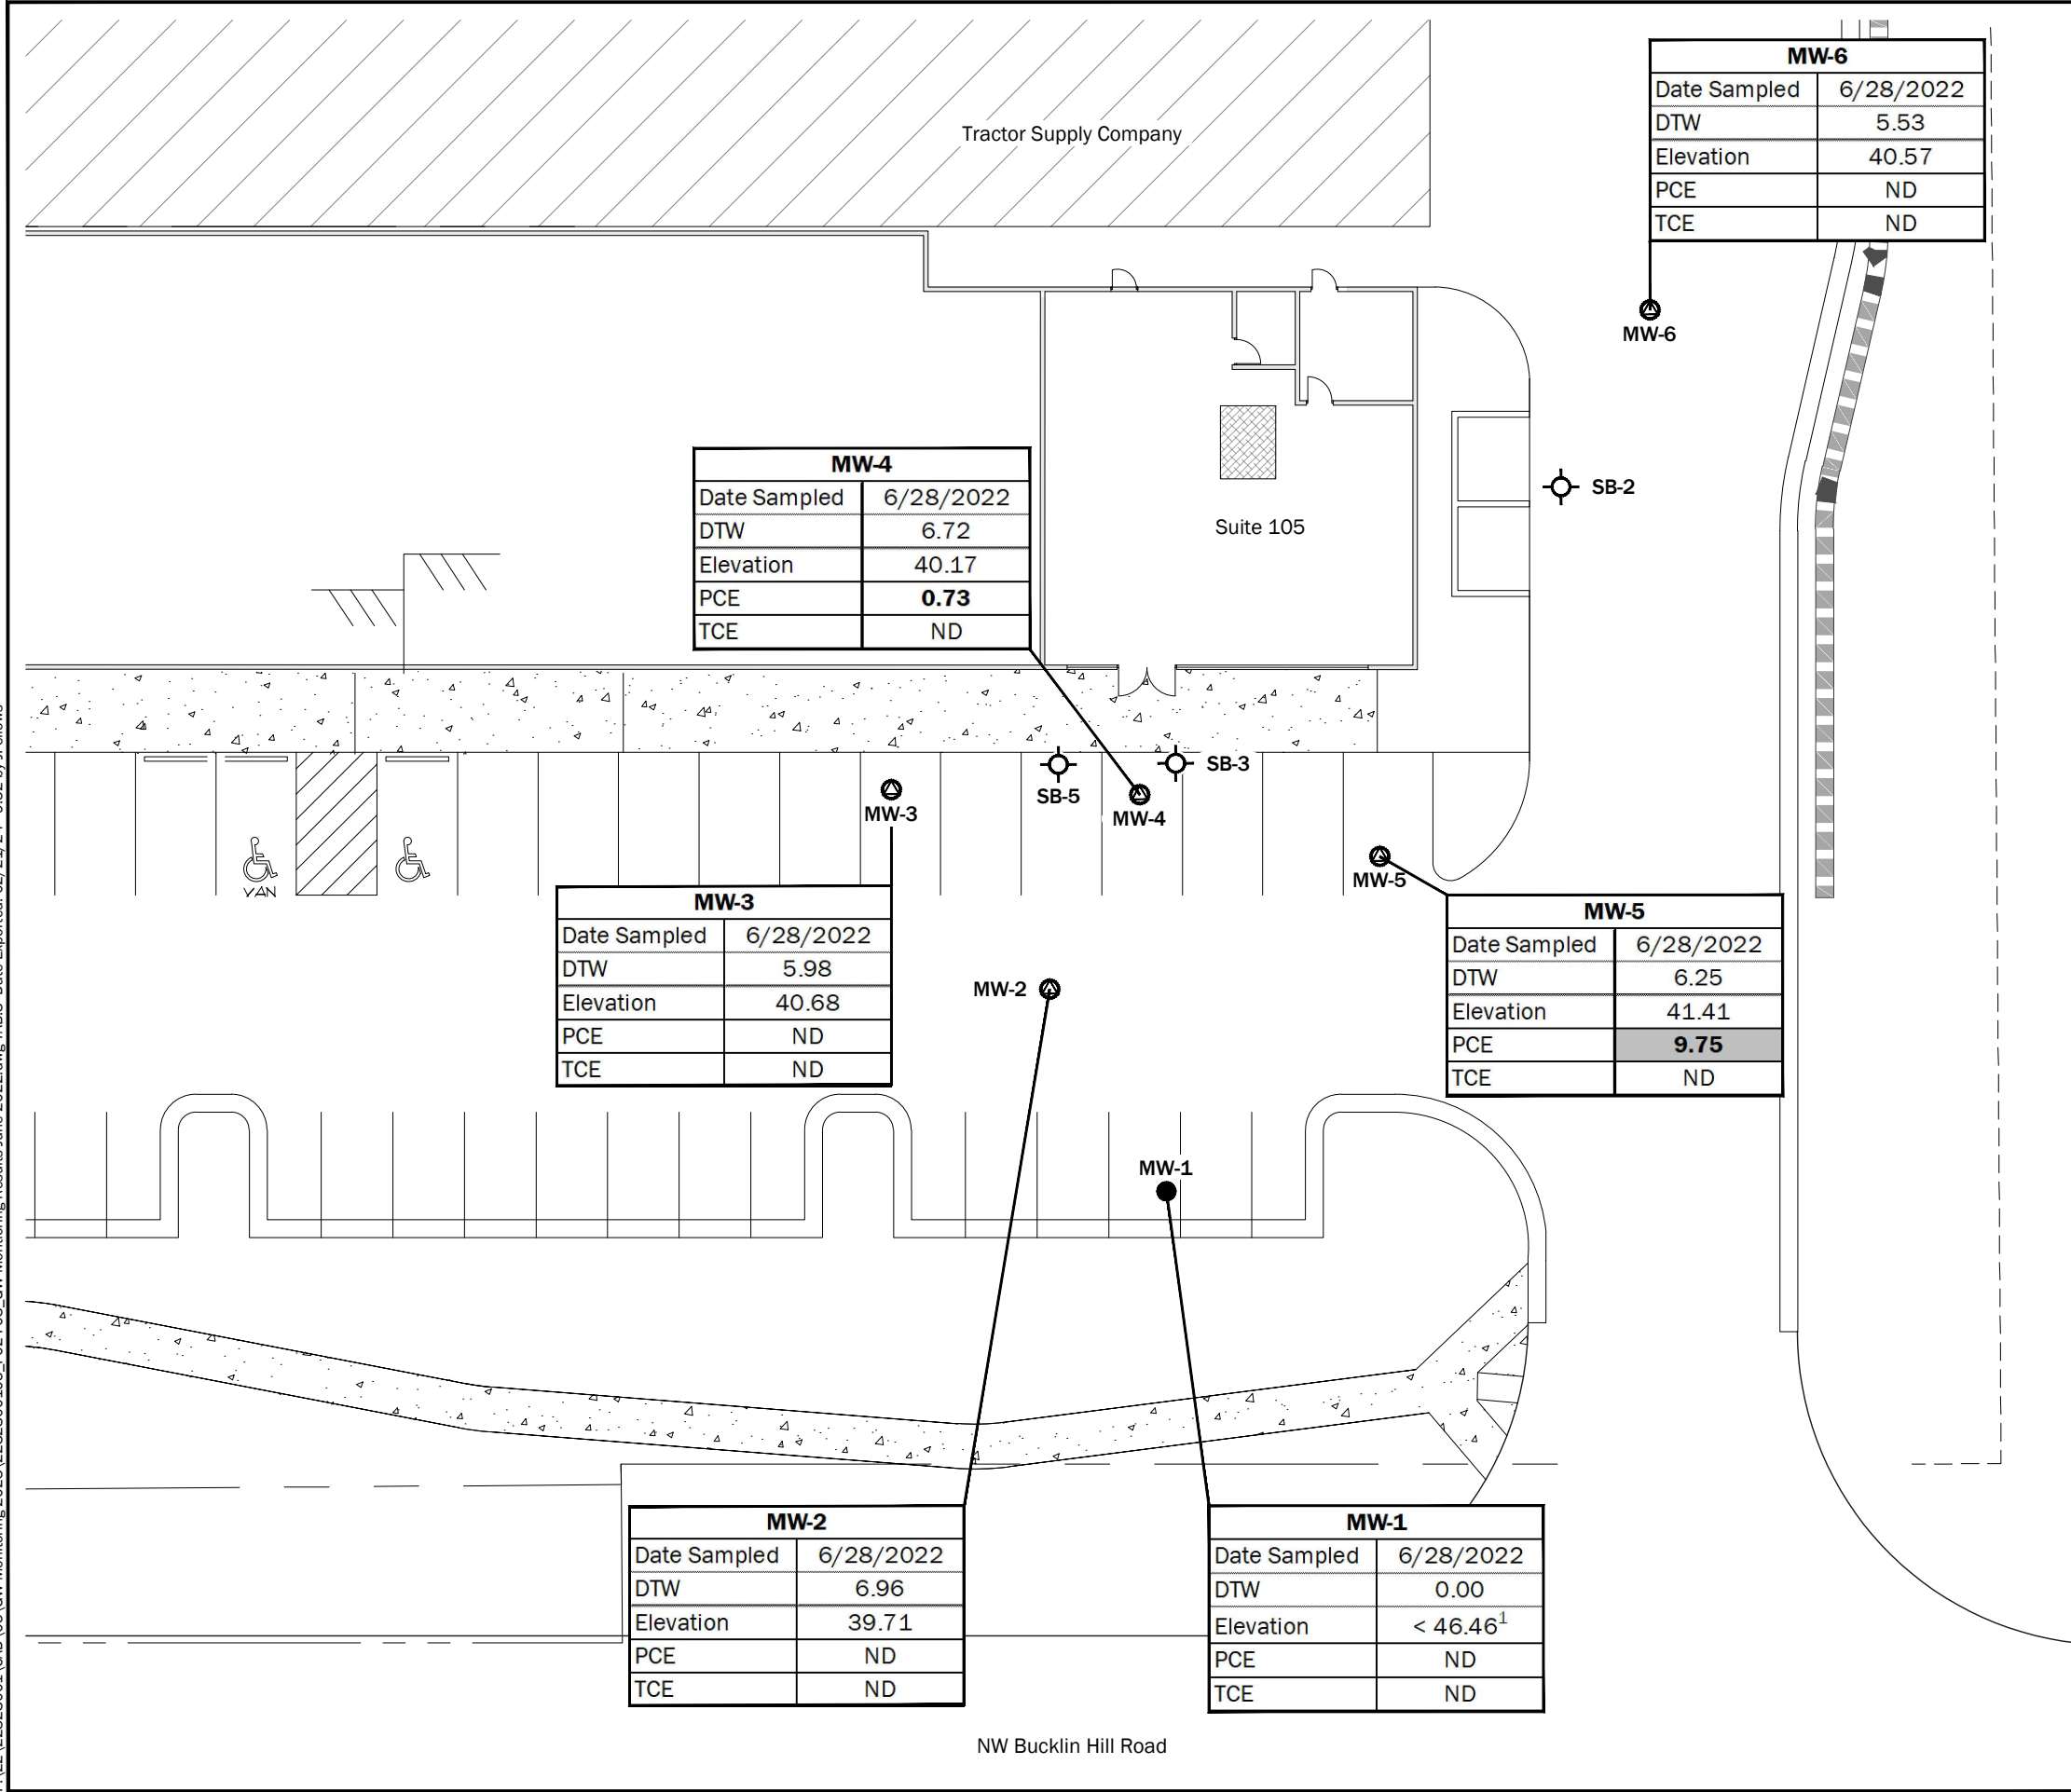 MW-6
Date Sampled 6/28/2022
DTW 5.53
Elevation 40.57
PCE ND
TCE ND
Tractor Supply Company
MW-6
MW-4
Date Sampled 6/28/2022
DTW 6.72
Elevation 40.17
PCE 0.73
TCE ND
SB-2
Suite 105
SB-3
SB-5
MW-3
MW-4
VAN
MW-5
MW-3
Date Sampled 6/28/2022
DTW 5.98
Elevation 40.68
PCE ND
TCE ND
MW-5
Date Sampled 6/28/2022
DTW 6.25
Elevation 41.41
PCE 9.75
TCE ND
MW-2
MW-1
MW-2
Date Sampled 6/28/2022
DTW 6.96
Elevation 39.71
PCE ND
TCE ND
MW-1
Date Sampled 6/28/2022
DTW 0.00
Elevation < 46.46¹
PCE ND
TCE ND
NW Bucklin Hill Road